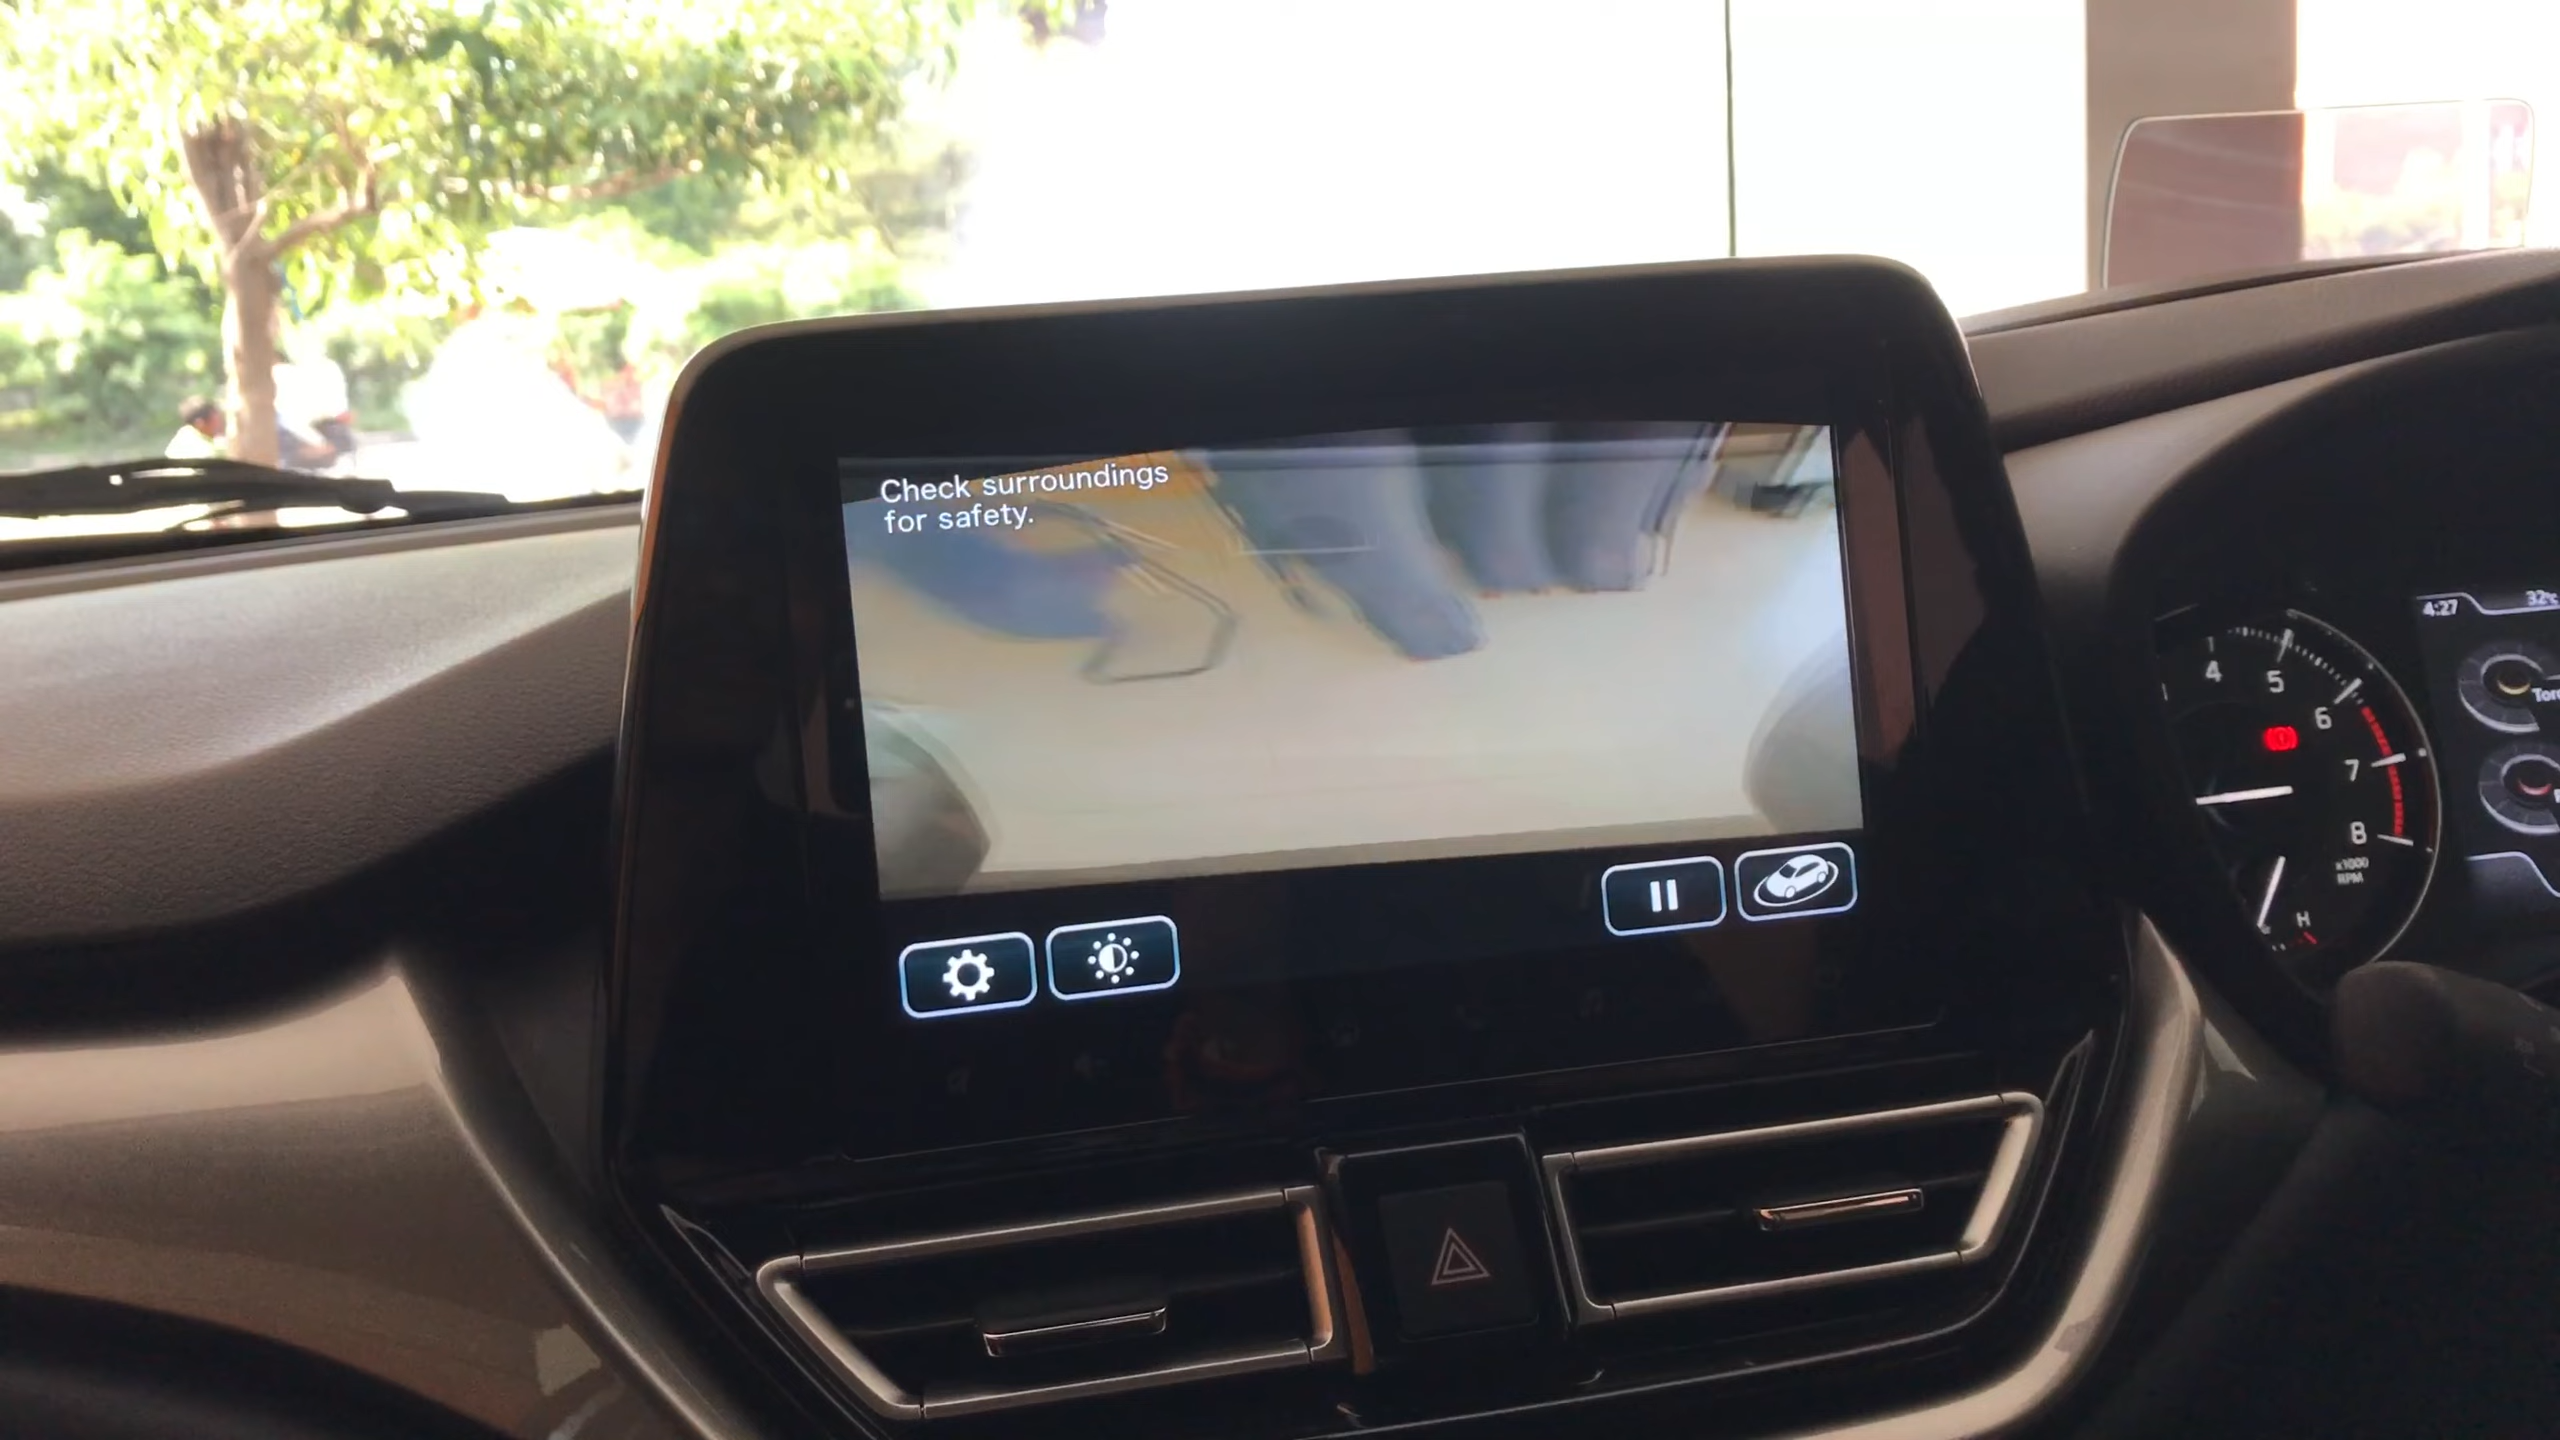 Check surroundings
for safety.
4:27
32°C
4
5
6
7
8
x1000
RPM
H